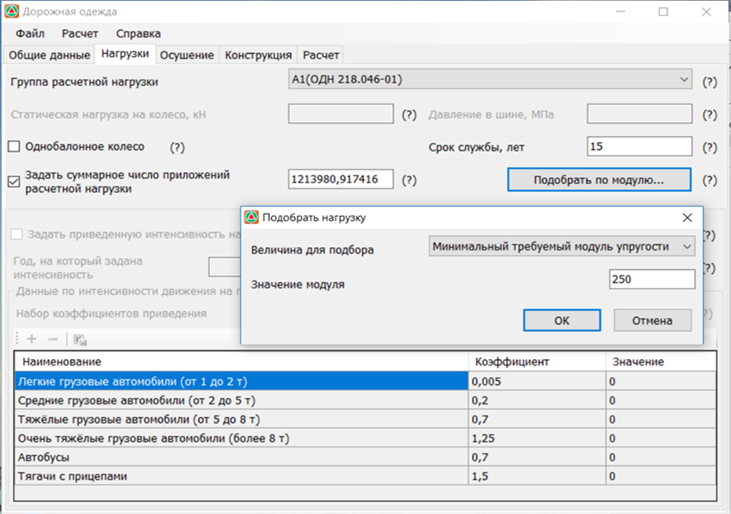 Дорожная одежда
Файл Расчет Справка
Общие данные Нагрузки Осушение Конструкция Расчет
Группа расчетной нагрузки A1(ОДН 218.046-01) (?)
Статическая нагрузка на колесо, кН (?) Давление в шине, МПа (?)
Однобалонное колесо (?) Срок службы, лет 15 (?)
Задать суммарное число приложений
расчетной нагрузки 1213980,917416 (?) Подобрать по модулю... (?)
Подобрать нагрузку
Задать приведенную интенсивность на (?)
Величина для подбора Минимальный требуемый модуль упругости
Год, на который задана
интенсивность (?)
Значение модуля 250
Данные по интенсивности движения на
Набор коэффициентов приведения (?)
ОК Отмена
Наименование Коэффициент Значение
Легкие грузовые автомобили (от 1 до 2 т) 0,005 0
Средние грузовые автомобили (от 2 до 5 т) 0,2 0
Тяжёлые грузовые автомобили (от 5 до 8 т) 0,7 0
Очень тяжёлые грузовые автомобили (более 8 т) 1,25 0
Автобусы 0,7 0
Тягачи с прицепами 1,5 0